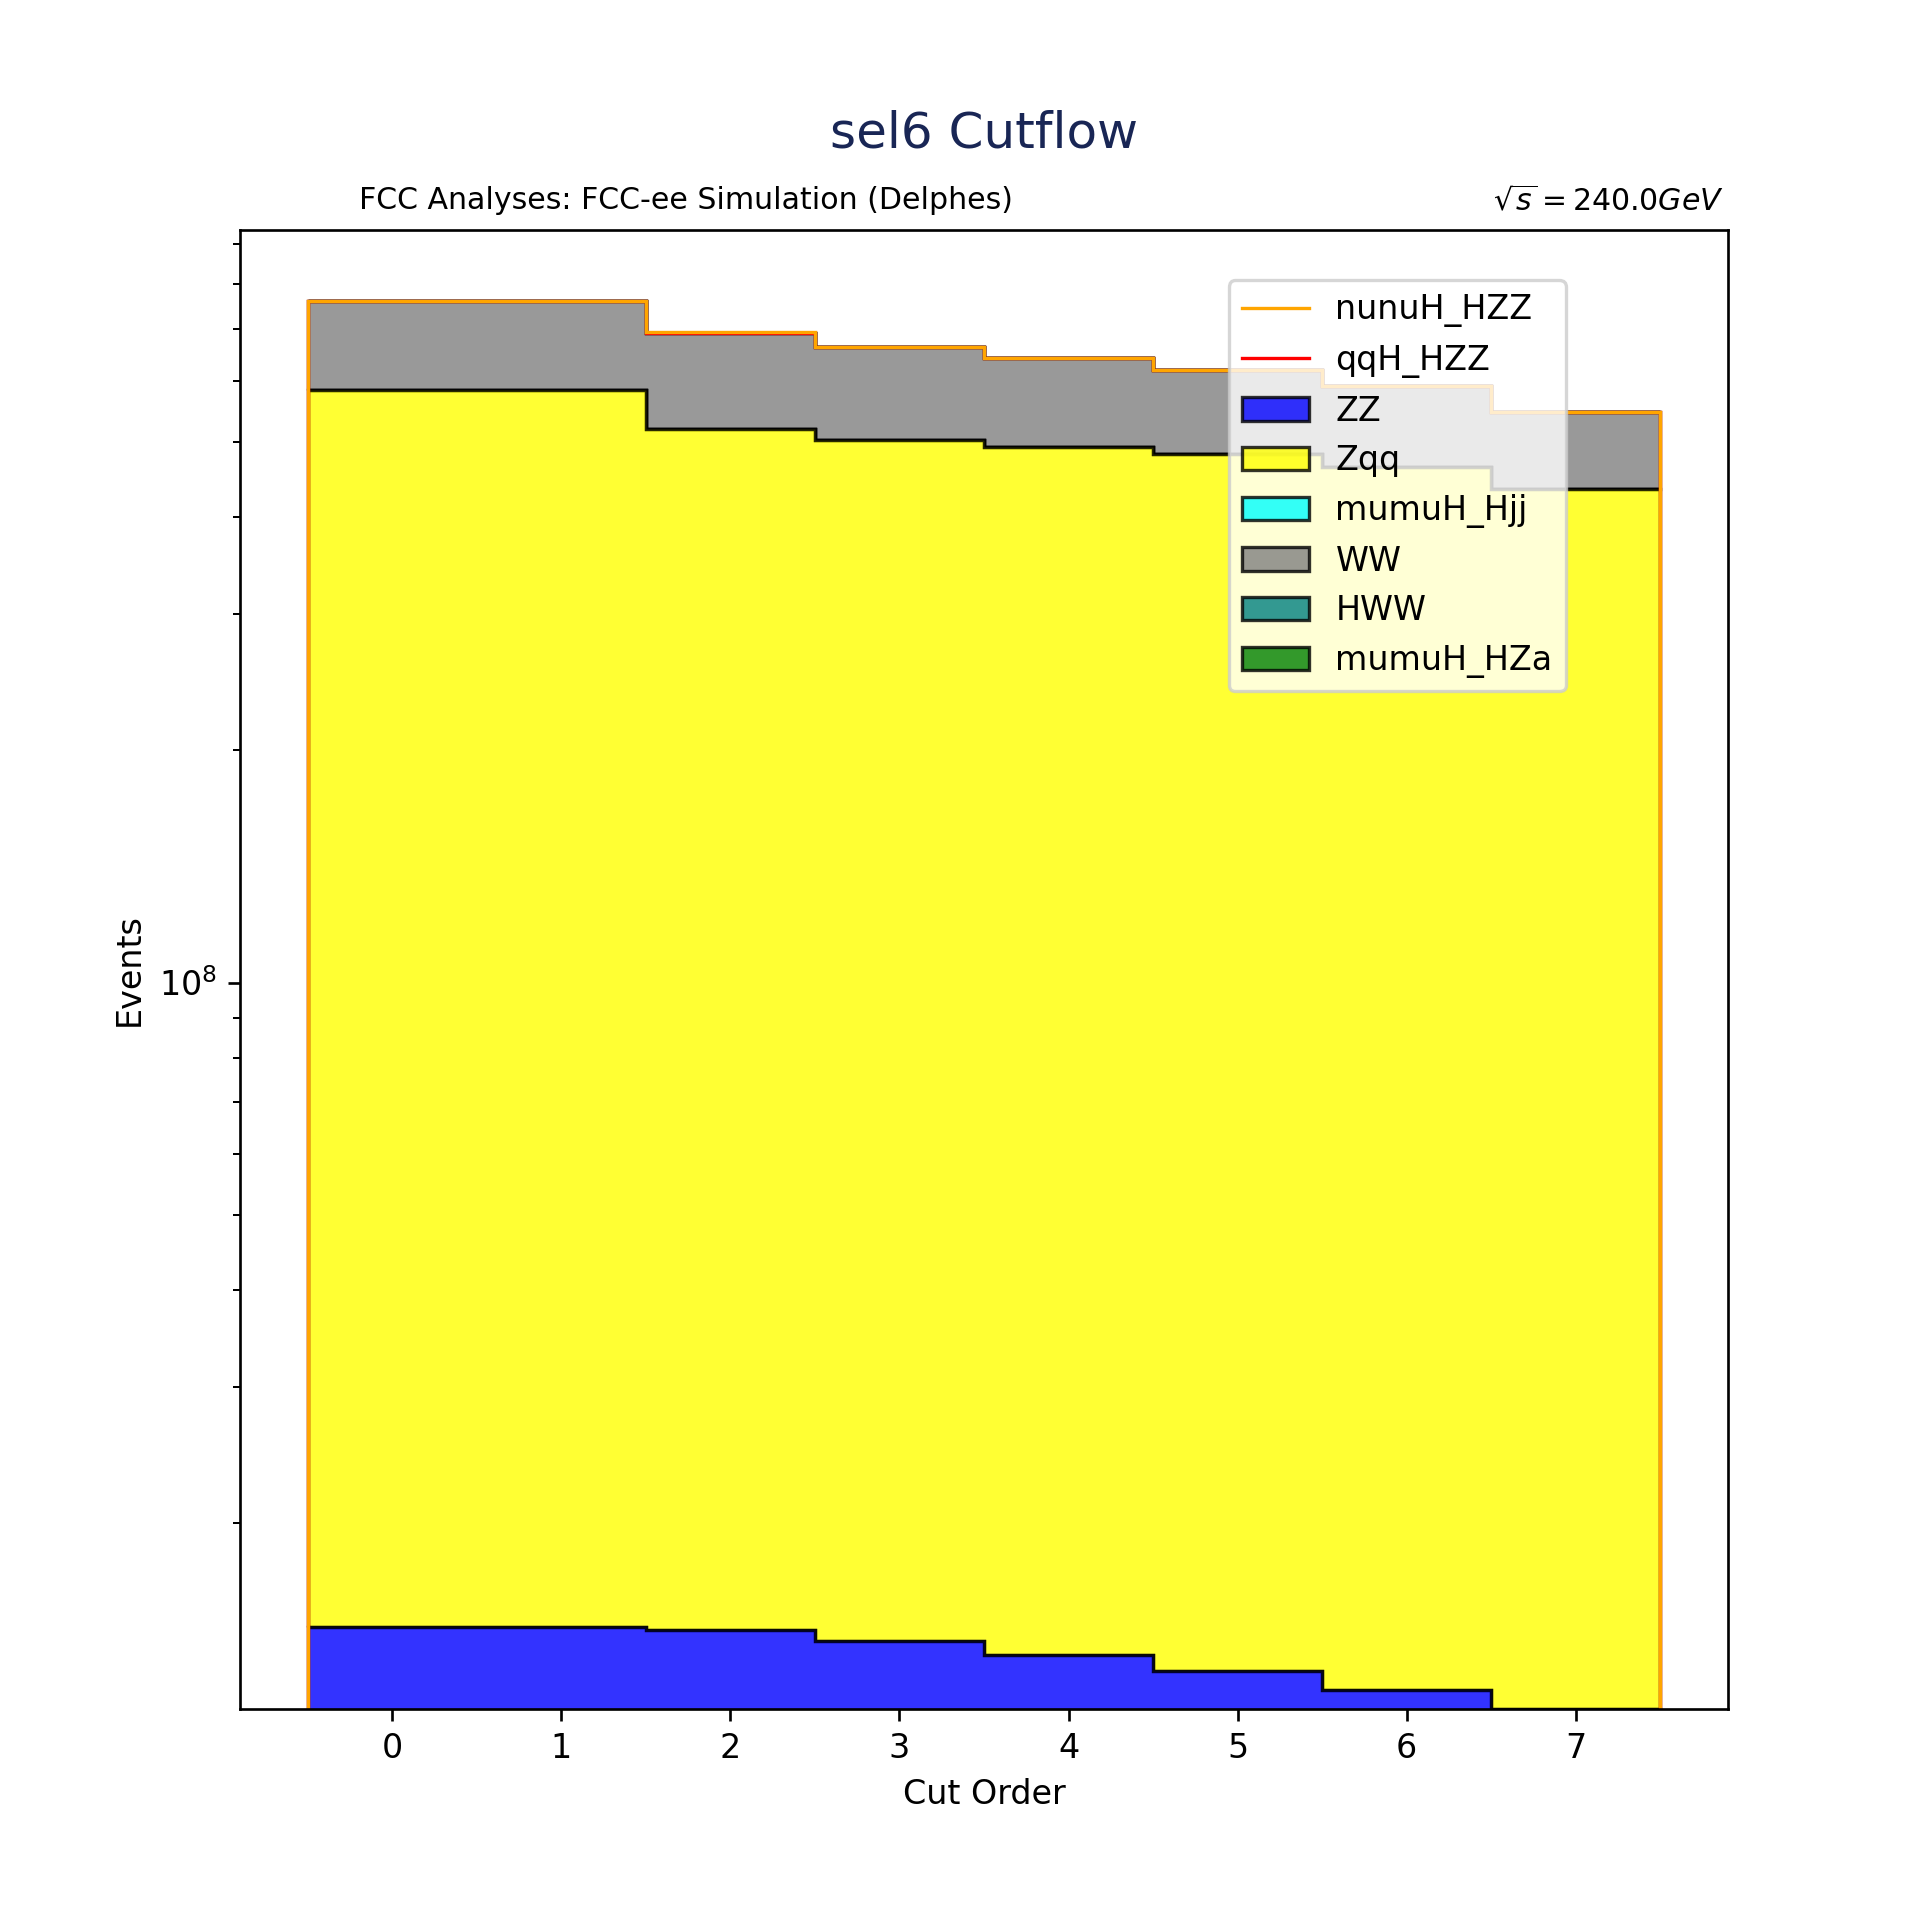 sel6 Cutflow
FCC Analyses: FCC-ee Simulation (Delphes)
√s = 240.0GeV
nunuH_HZZ
qqH_HZZ
ZZ
Zqq
mumuH_Hjj
WW
HWW
mumuH_HZa
Events
10⁸
0 1 2 3 4 5 6 7
Cut Order